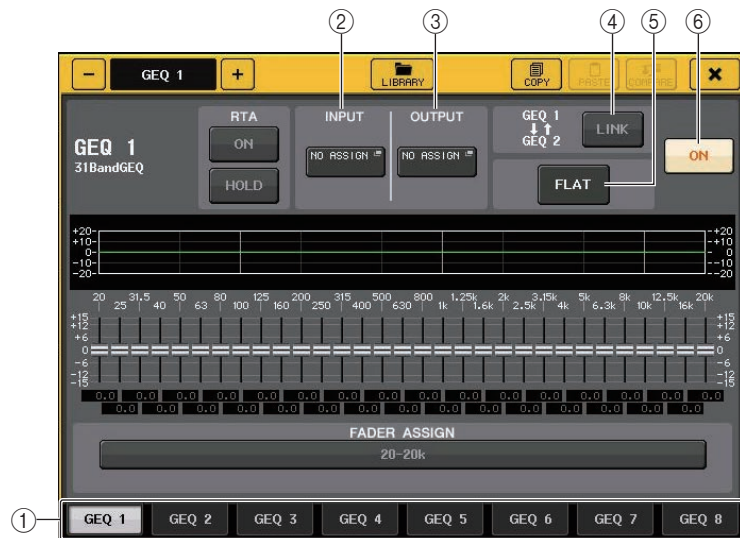 ② ③ ④ ⑤ ⑥
− GEQ 1 + LIBRARY COPY PASTE COMPARE ×
GEQ 1
31BandGEQ
RTA
ON
HOLD
INPUT
NO ASSIGN
OUTPUT
NO ASSIGN
GEQ 1
GEQ 2
LINK
FLAT
ON
+20 +20
+10 +10
0 0
-10 -10
-20 -20
20 31.5 50 80 125 200 315 500 800 1.25k 2k 3.15k 5k 8k 12.5k 20k
25 40 63 100 160 250 400 630 1k 1.6k 2.5k 4k 6.3k 10k 16k
+15 +15
+12 +12
+6 +6
0 0
-6 -6
-12 -12
-15 -15
0.0 0.0 0.0 0.0 0.0 0.0 0.0 0.0 0.0 0.0 0.0 0.0 0.0 0.0 0.0 0.0
0.0 0.0 0.0 0.0 0.0 0.0 0.0 0.0 0.0 0.0 0.0 0.0 0.0 0.0 0.0
FADER ASSIGN
20-20k
① GEQ 1 GEQ 2 GEQ 3 GEQ 4 GEQ 5 GEQ 6 GEQ 7 GEQ 8